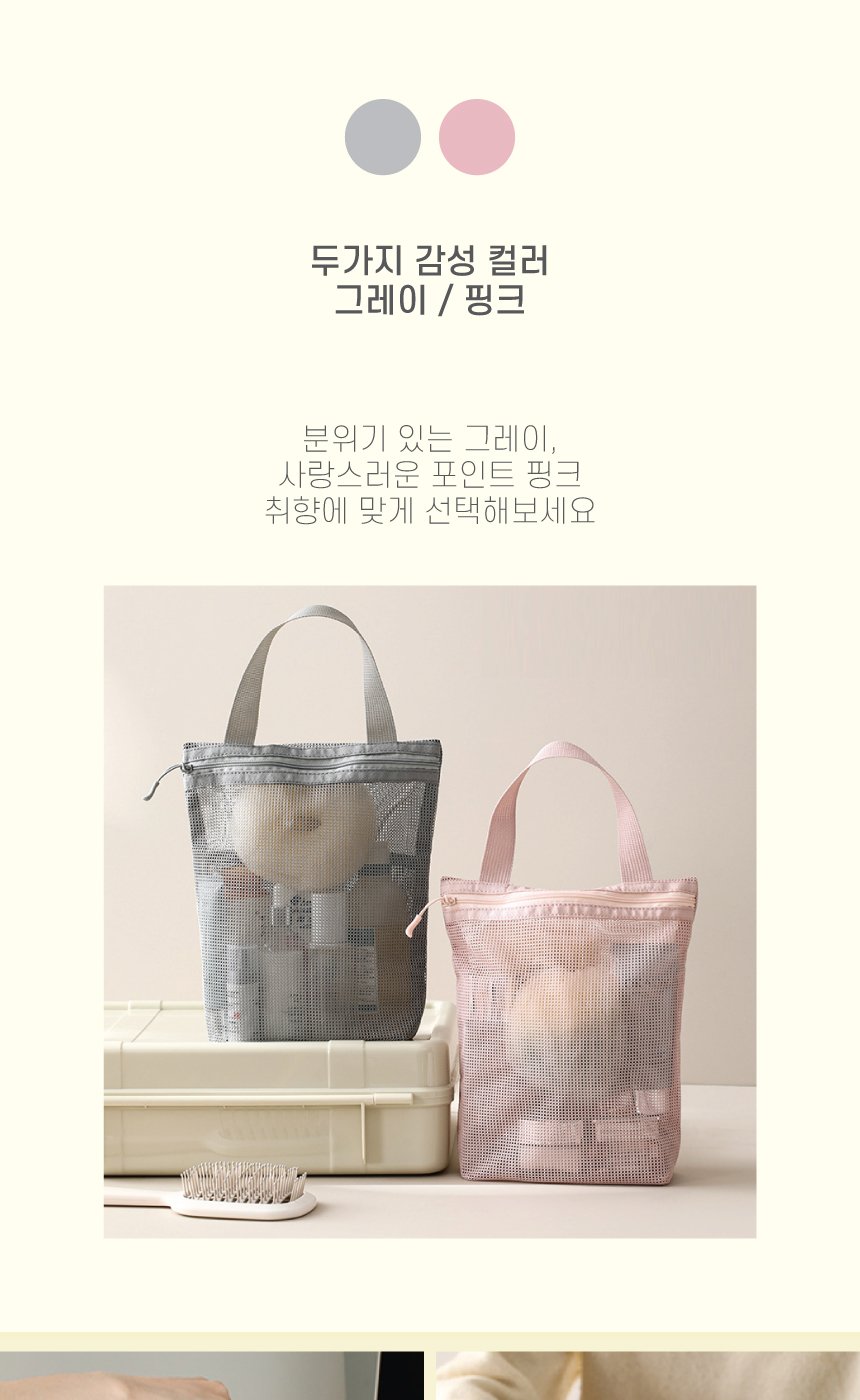 두가지 감성 컬러
그레이 / 핑크
분위기 있는 그레이,
사랑스러운 포인트 핑크
취향에 맞게 선택해보세요